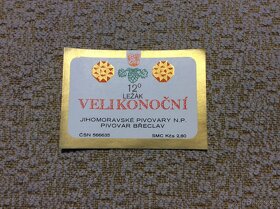 12°
LEŽÁK
VELIKONOČNÍ
JIHOMORAVSKÉ PIVOVARY N.P.
PIVOVAR BŘECLAV
ČSN 566635 SMC Kčs 2,80